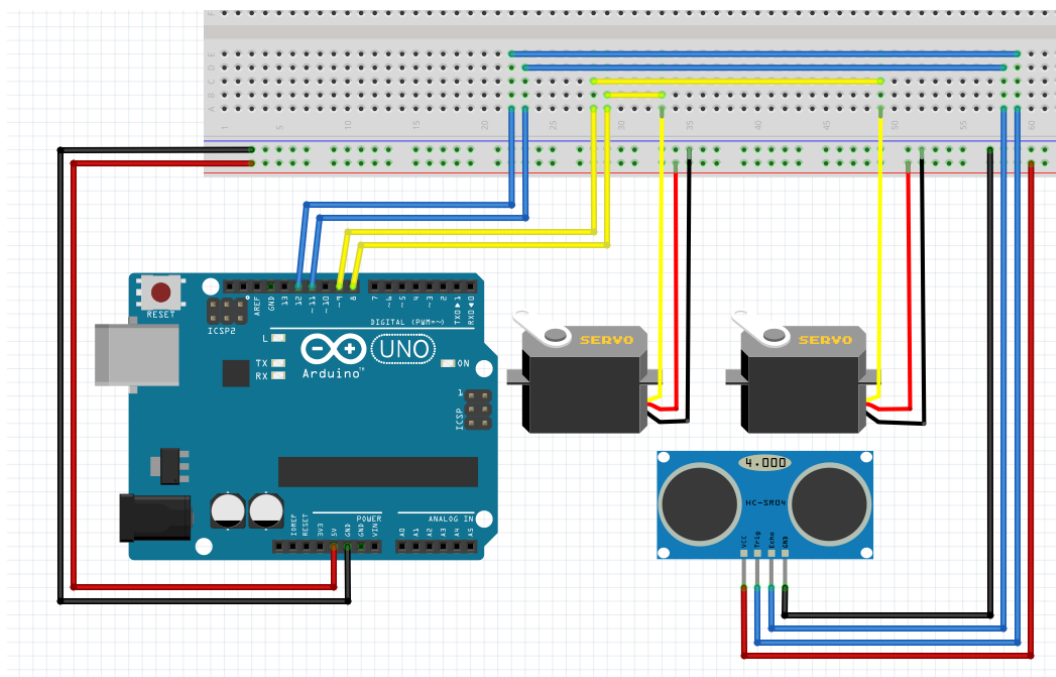 E
D
C
B
A
1 5 10 15 20 25 30 35 40 45 50 55 60
RESET
ICSP2
AREF GND 13 12 ~11 ~10 ~9 8 7 ~6 ~5 4 ~3 2 TX▶1 RX◀0
DIGITAL (PWM=~)
L
TX
RX
UNO
ON
Arduino™
1
ICSP
SERVO
SERVO
4.000
HC-SR04
VCC Trig Echo GND
POWER
ANALOG IN
IOREF RESET 3V3 5V GND GND VIN A0 A1 A2 A3 A4 A5